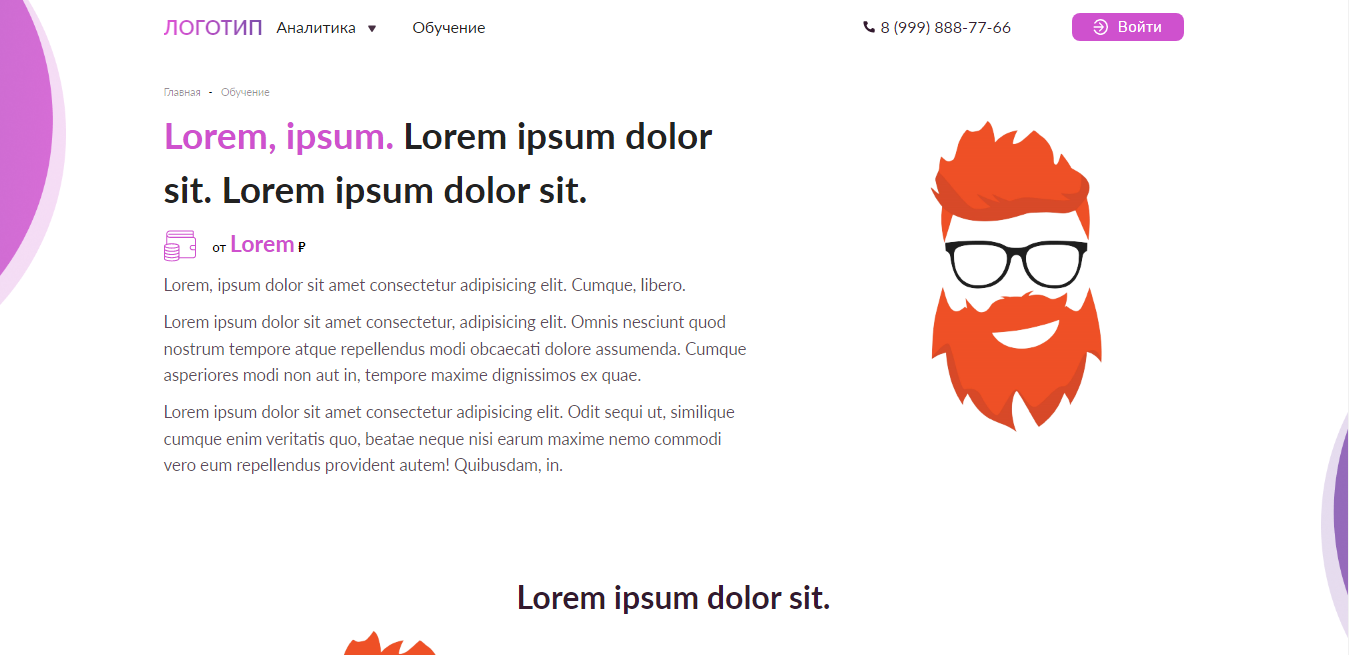 ЛОГОТИП Аналитика Обучение 8 (999) 888-77-66 Войти
Главная - Обучение
Lorem, ipsum. Lorem ipsum dolor
sit. Lorem ipsum dolor sit.
от Lorem ₽
Lorem, ipsum dolor sit amet consectetur adipisicing elit. Cumque, libero.
Lorem ipsum dolor sit amet consectetur, adipisicing elit. Omnis nesciunt quod
nostrum tempore atque repellendus modi obcaecati dolore assumenda. Cumque
asperiores modi non aut in, tempore maxime dignissimos ex quae.
Lorem ipsum dolor sit amet consectetur adipisicing elit. Odit sequi ut, similique
cumque enim veritatis quo, beatae neque nisi earum maxime nemo commodi
vero eum repellendus provident autem! Quibusdam, in.
Lorem ipsum dolor sit.